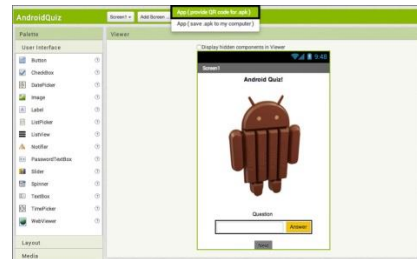 AndroidQuiz
Screen1
Add Screen ...
App ( provide QR code for .apk )
App ( save .apk to my computer )
Palette
Viewer
User Interface
Display hidden components in Viewer
Button
CheckBox
DatePicker
Image
Label
ListPicker
ListView
Notifier
PasswordTextBox
Slider
Spinner
TextBox
TimePicker
WebViewer
9:48
Screen1
Android Quiz!
Question
Answer
Next
Layout
Media